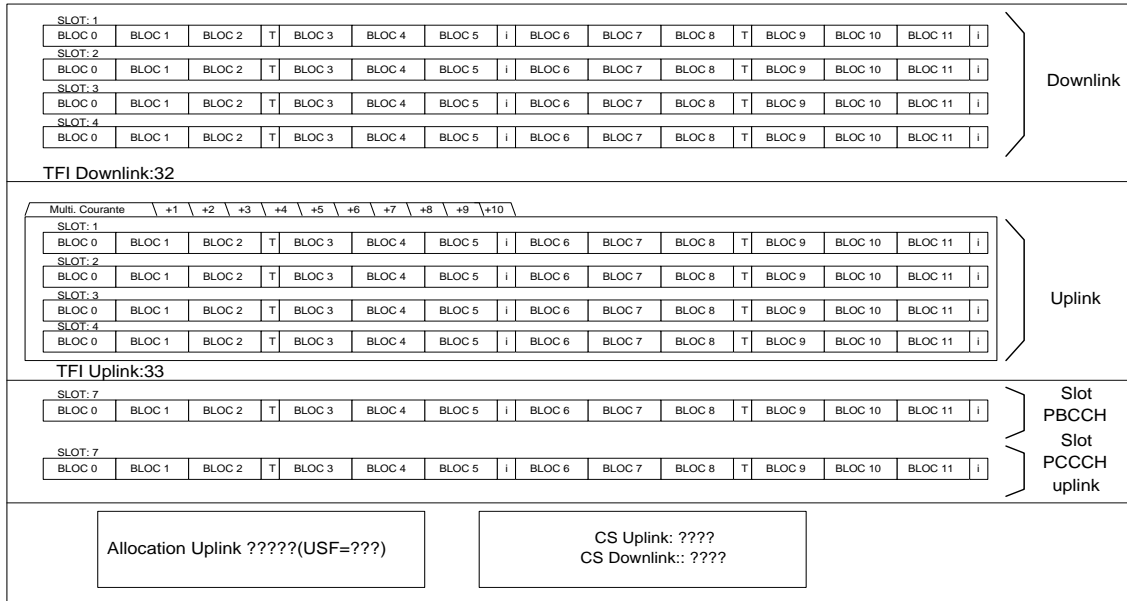 SLOT: 1
BLOC 0 BLOC 1 BLOC 2 T BLOC 3 BLOC 4 BLOC 5 i BLOC 6 BLOC 7 BLOC 8 T BLOC 9 BLOC 10 BLOC 11 i
SLOT: 2
BLOC 0 BLOC 1 BLOC 2 T BLOC 3 BLOC 4 BLOC 5 i BLOC 6 BLOC 7 BLOC 8 T BLOC 9 BLOC 10 BLOC 11 i
SLOT: 3
BLOC 0 BLOC 1 BLOC 2 T BLOC 3 BLOC 4 BLOC 5 i BLOC 6 BLOC 7 BLOC 8 T BLOC 9 BLOC 10 BLOC 11 i
SLOT: 4
BLOC 0 BLOC 1 BLOC 2 T BLOC 3 BLOC 4 BLOC 5 i BLOC 6 BLOC 7 BLOC 8 T BLOC 9 BLOC 10 BLOC 11 i
Downlink
TFI Downlink:32
Multi. Courante +1 +2 +3 +4 +5 +6 +7 +8 +9 +10
SLOT: 1
BLOC 0 BLOC 1 BLOC 2 T BLOC 3 BLOC 4 BLOC 5 i BLOC 6 BLOC 7 BLOC 8 T BLOC 9 BLOC 10 BLOC 11 i
SLOT: 2
BLOC 0 BLOC 1 BLOC 2 T BLOC 3 BLOC 4 BLOC 5 i BLOC 6 BLOC 7 BLOC 8 T BLOC 9 BLOC 10 BLOC 11 i
SLOT: 3
BLOC 0 BLOC 1 BLOC 2 T BLOC 3 BLOC 4 BLOC 5 i BLOC 6 BLOC 7 BLOC 8 T BLOC 9 BLOC 10 BLOC 11 i
SLOT: 4
BLOC 0 BLOC 1 BLOC 2 T BLOC 3 BLOC 4 BLOC 5 i BLOC 6 BLOC 7 BLOC 8 T BLOC 9 BLOC 10 BLOC 11 i
Uplink
TFI Uplink:33
SLOT: 7
BLOC 0 BLOC 1 BLOC 2 T BLOC 3 BLOC 4 BLOC 5 i BLOC 6 BLOC 7 BLOC 8 T BLOC 9 BLOC 10 BLOC 11 i
Slot
PBCCH
SLOT: 7
BLOC 0 BLOC 1 BLOC 2 T BLOC 3 BLOC 4 BLOC 5 i BLOC 6 BLOC 7 BLOC 8 T BLOC 9 BLOC 10 BLOC 11 i
Slot
PCCCH
uplink
Allocation Uplink ?????(USF=???)
CS Uplink: ????
CS Downlink:: ????